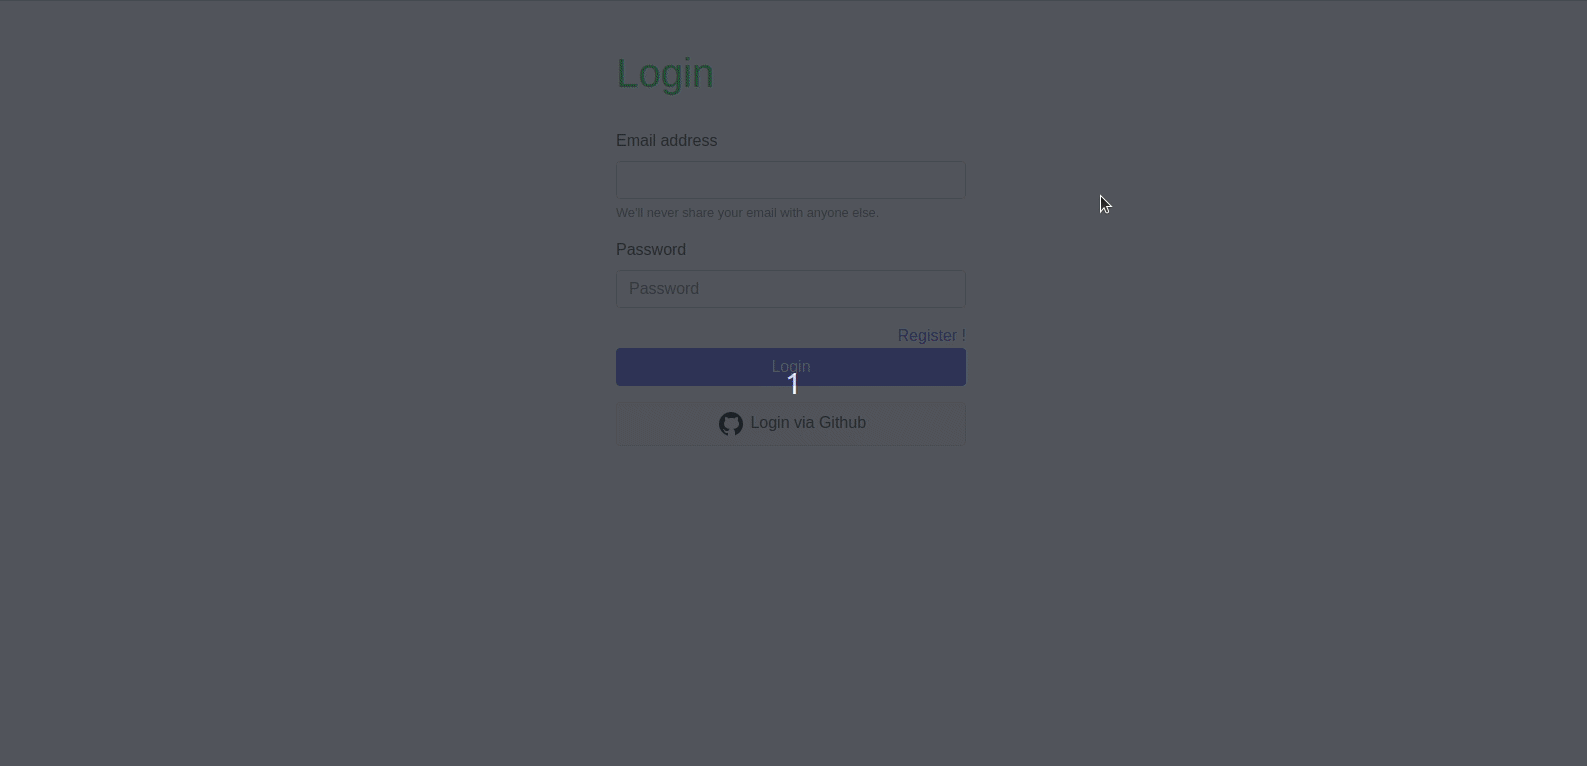 Login
Email address
We'll never share your email with anyone else.
Password
Password
Register !
Login
1
Login via Github